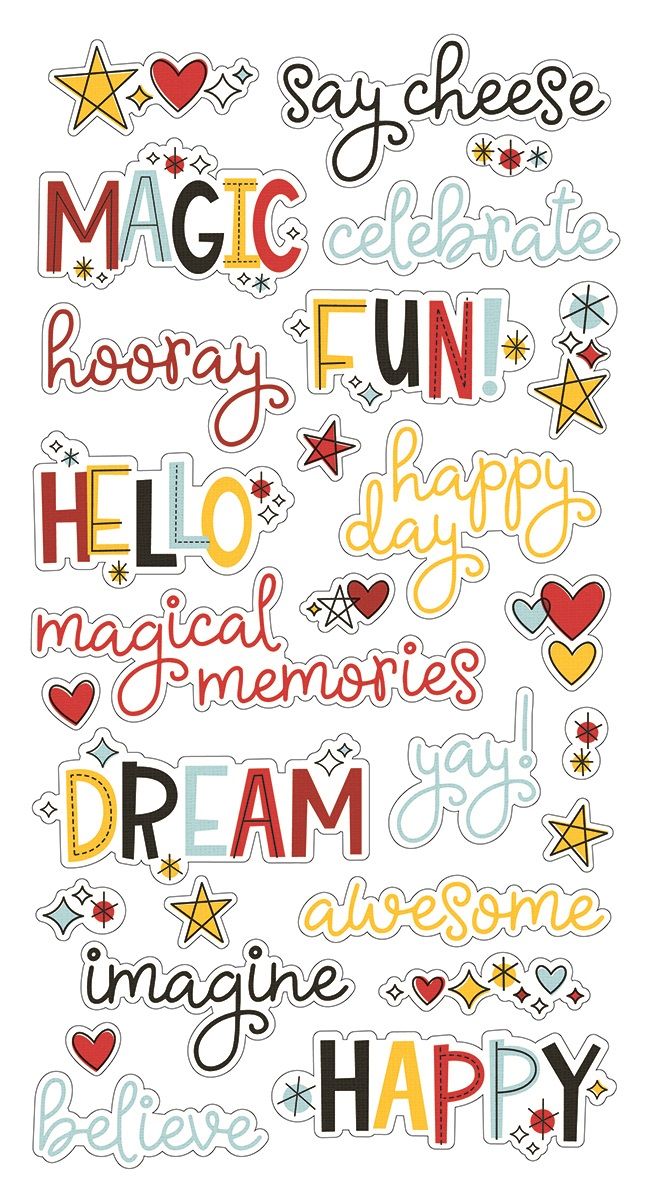 say cheese
MAGIC
celebrate
hooray
FUN!
HELLO
happy
day
magical
memories
yay!
DREAM
awesome
imagine
HAPPY
believe